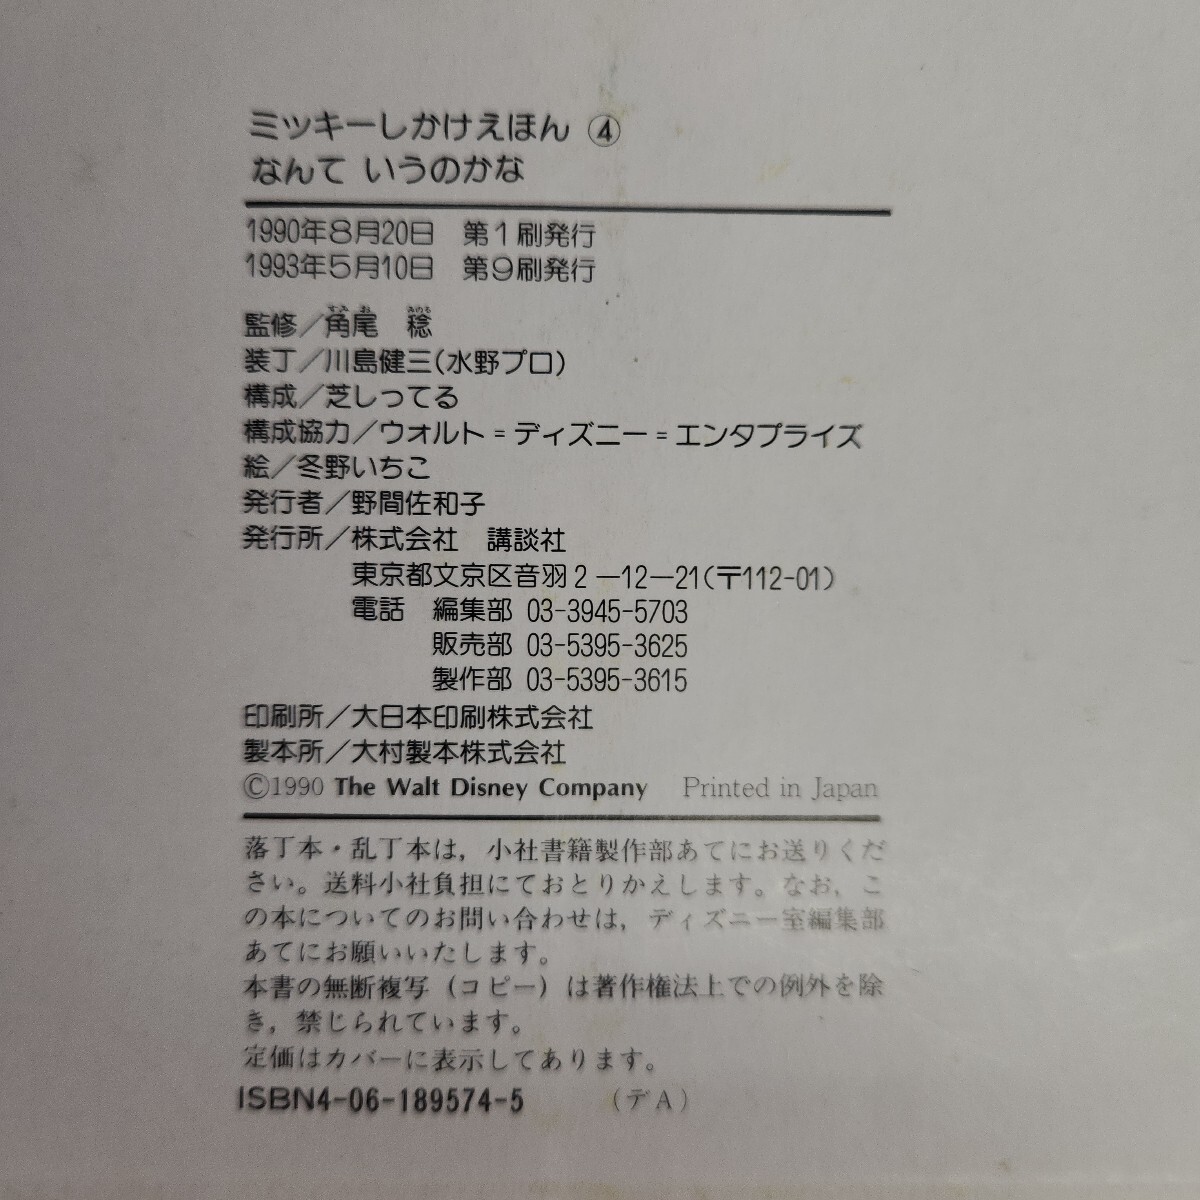 ミッキーしかけえほん ④
なんて いうのかな
1990年8月20日 第1刷発行
1993年5月10日 第9刷発行
すみ お みのる
監修／角尾 稔
装丁／川島健三(水野プロ)
構成／芝しってる
構成協力／ウォルト=ディズニー=エンタプライズ
絵／冬野いちこ
発行者／野間佐和子
発行所／株式会社 講談社
東京都文京区音羽2―12―21(〒112-01)
電話 編集部 03-3945-5703
販売部 03-5395-3625
製作部 03-5395-3615
印刷所／大日本印刷株式会社
製本所／大村製本株式会社
©1990 The Walt Disney Company Printed in Japan
落丁本・乱丁本は，小社書籍製作部あてにお送りくだ
さい。送料小社負担にておとりかえします。なお，こ
の本についてのお問い合わせは，ディズニー室編集部
あてにお願いいたします。
本書の無断複写（コピー）は著作権法上での例外を除
き，禁じられています。
定価はカバーに表示してあります。
ISBN4-06-189574-5 （デA）